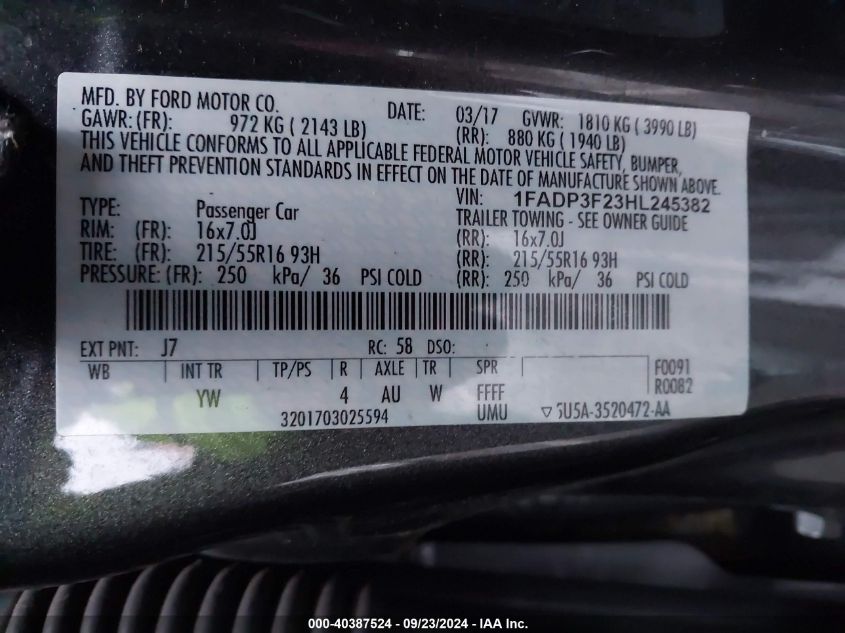 MFD. BY FORD MOTOR CO. DATE: 03/17 GVWR: 1810 KG ( 3990 LB)
GAWR: (FR): 972 KG ( 2143 LB) (RR): 880 KG ( 1940 LB)
THIS VEHICLE CONFORMS TO ALL APPLICABLE FEDERAL MOTOR VEHICLE SAFETY, BUMPER,
AND THEFT PREVENTION STANDARDS IN EFFECT ON THE DATE OF MANUFACTURE SHOWN ABOVE.
VIN: 1FADP3F23HL245382
TYPE: Passenger Car TRAILER TOWING - SEE OWNER GUIDE
RIM: (FR): 16x7.0J (RR): 16x7.0J
TIRE: (FR): 215/55R16 93H (RR): 215/55R16 93H
PRESSURE: (FR): 250 kPa/ 36 PSI COLD (RR): 250 kPa/ 36 PSI COLD
EXT PNT: J7 RC: 58 DSO:
WB INT TR TP/PS R AXLE TR SPR F0091
YW 4 AU W FFFF R0082
3201703025594 UMU ▽5U5A-3520472-AA
000-40387524 - 09/23/2024 - IAA Inc.